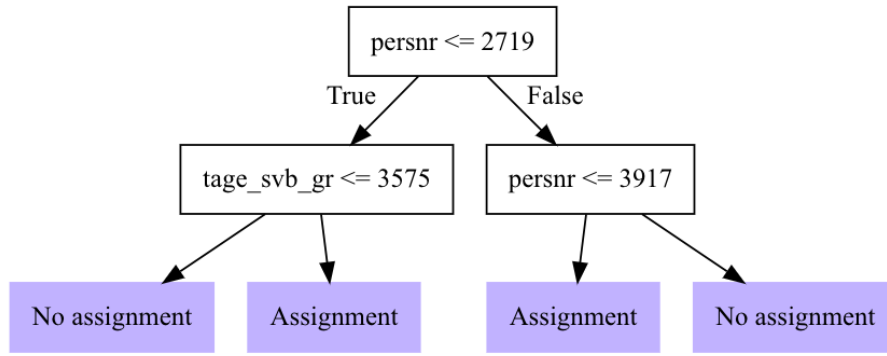 persnr <= 2719
True
False
tage_svb_gr <= 3575
persnr <= 3917
No assignment
Assignment
Assignment
No assignment